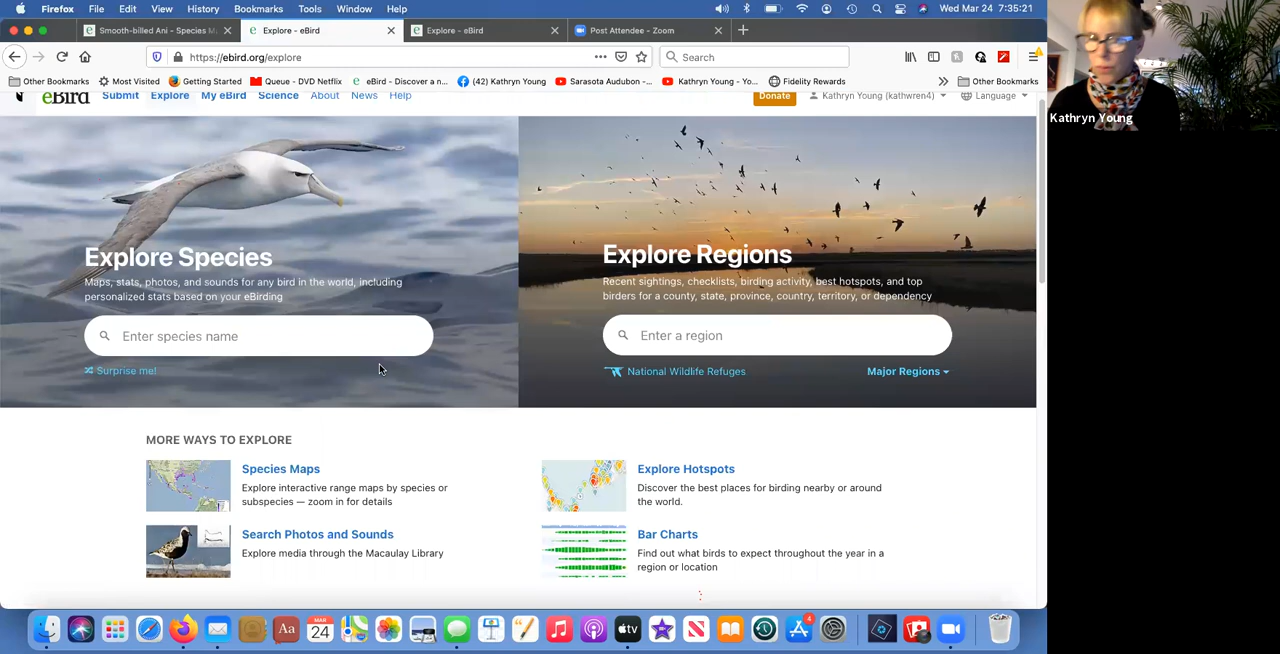 Firefox File Edit View History Bookmarks Tools Window Help Wed Mar 24 7:35:21
Smooth-billed Ani - Species M Explore - eBird Explore - eBird Post Attendee - Zoom
https://ebird.org/explore Search
Other Bookmarks Most Visited Getting Started Queue - DVD Netflix eBird - Discover a n... (42) Kathryn Young Sarasota Audubon -... Kathryn Young - Yo... Fidelity Rewards Other Bookmarks
eBird Submit Explore My eBird Science About News Help Donate Kathryn Young (kathwren4) Language
Kathryn Young
Explore Species
Maps, stats, photos, and sounds for any bird in the world, including
personalized stats based on your eBirding
Enter species name
Surprise me!
Explore Regions
Recent sightings, checklists, birding activity, best hotspots, and top
birders for a county, state, province, country, territory, or dependency
Enter a region
National Wildlife Refuges Major Regions
MORE WAYS TO EXPLORE
Species Maps
Explore interactive range maps by species or
subspecies — zoom in for details
Explore Hotspots
Discover the best places for birding nearby or around
the world.
Search Photos and Sounds
Explore media through the Macaulay Library
Bar Charts
Find out what birds to expect throughout the year in a
region or location
Aa
MAR
24
tv
4